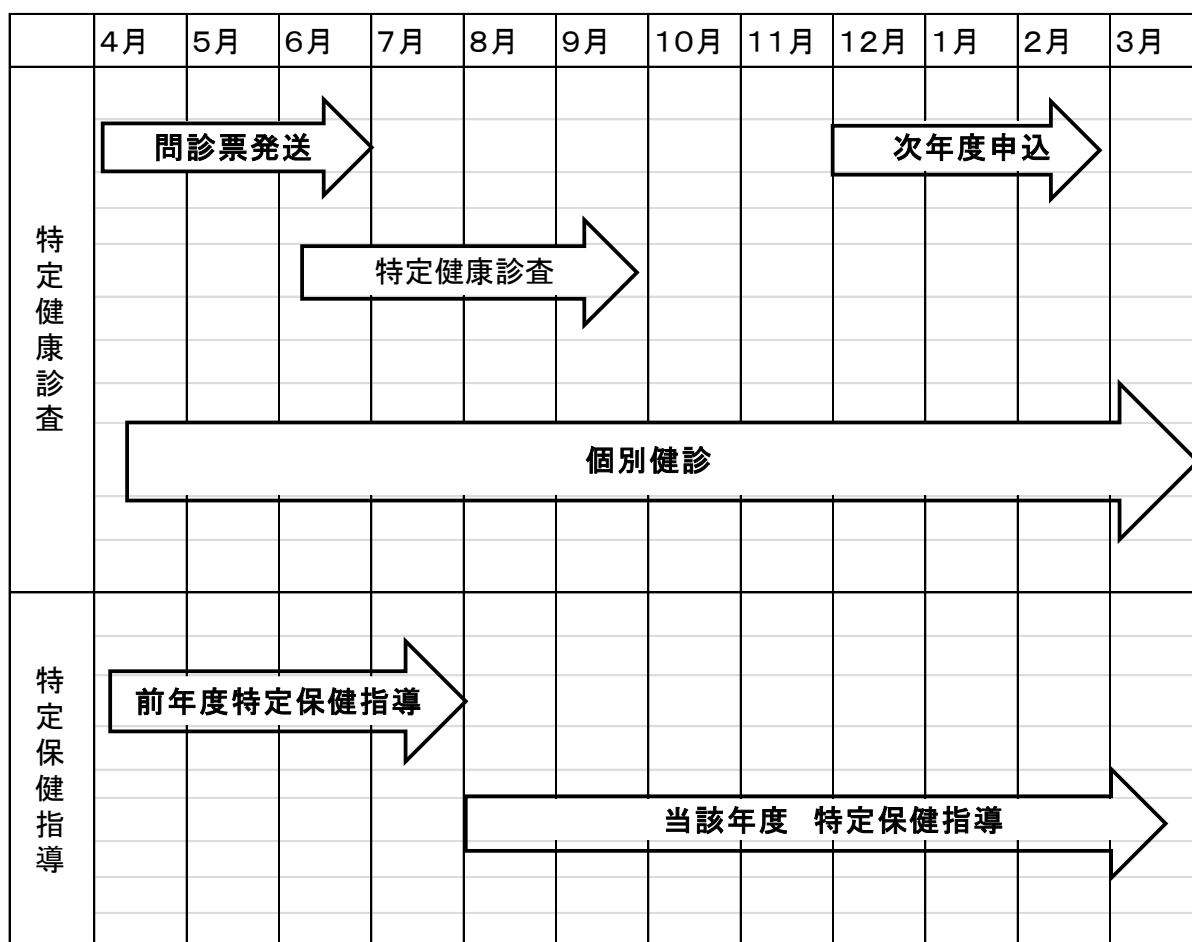 4月 5月 6月 7月 8月 9月 10月 11月 12月 1月 2月 3月
特定健康診査
問診票発送
次年度申込
特定健康診査
個別健診
特定保健指導
前年度特定保健指導
当該年度　特定保健指導